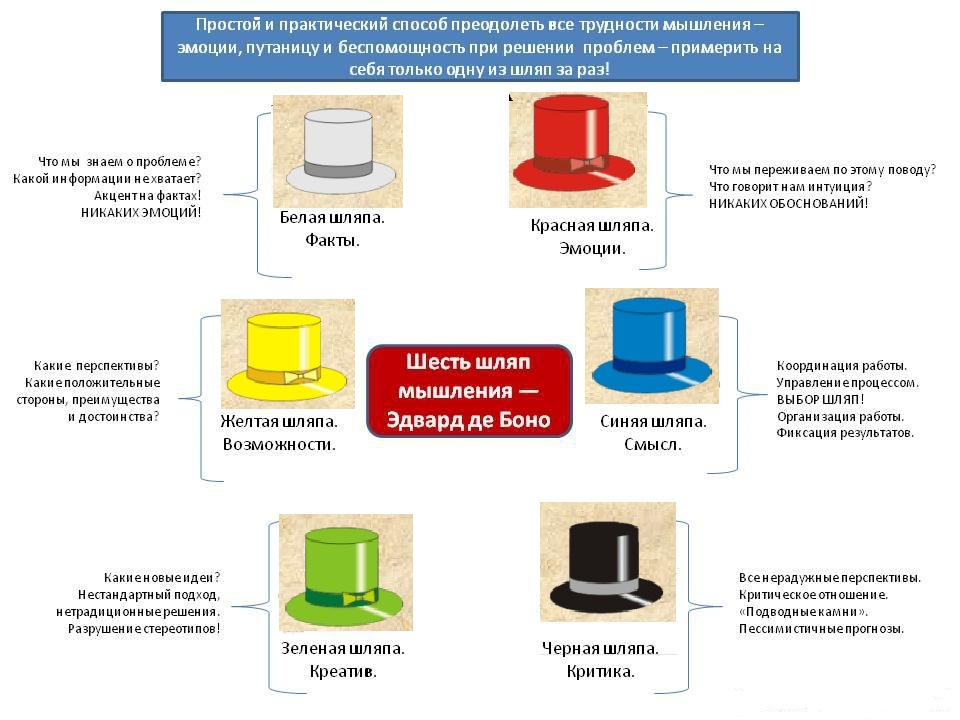 Простой и практический способ преодолеть все трудности мышления –
эмоции, путаницу и беспомощность при решении проблем – примерить на
себя только одну из шляп за раз!
Что мы знаем о проблеме?
Какой информации не хватает?
Акцент на фактах!
НИКАКИХ ЭМОЦИЙ!
Белая шляпа.
Факты.
Красная шляпа.
Эмоции.
Что мы переживаем по этому поводу?
Что говорит нам интуиция?
НИКАКИХ ОБОСНОВАНИЙ!
Какие перспективы?
Какие положительные
стороны, преимущества
и достоинства?
Желтая шляпа.
Возможности.
Шесть шляп
мышления —
Эдвард де Боно
Синяя шляпа.
Смысл.
Координация работы.
Управление процессом.
ВЫБОР ШЛЯП!
Организация работы.
Фиксация результатов.
Какие новые идеи?
Нестандартный подход,
нетрадиционные решения.
Разрушение стереотипов!
Зеленая шляпа.
Креатив.
Черная шляпа.
Критика.
Все нерадужные перспективы.
Критическое отношение.
«Подводные камни».
Пессимистичные прогнозы.